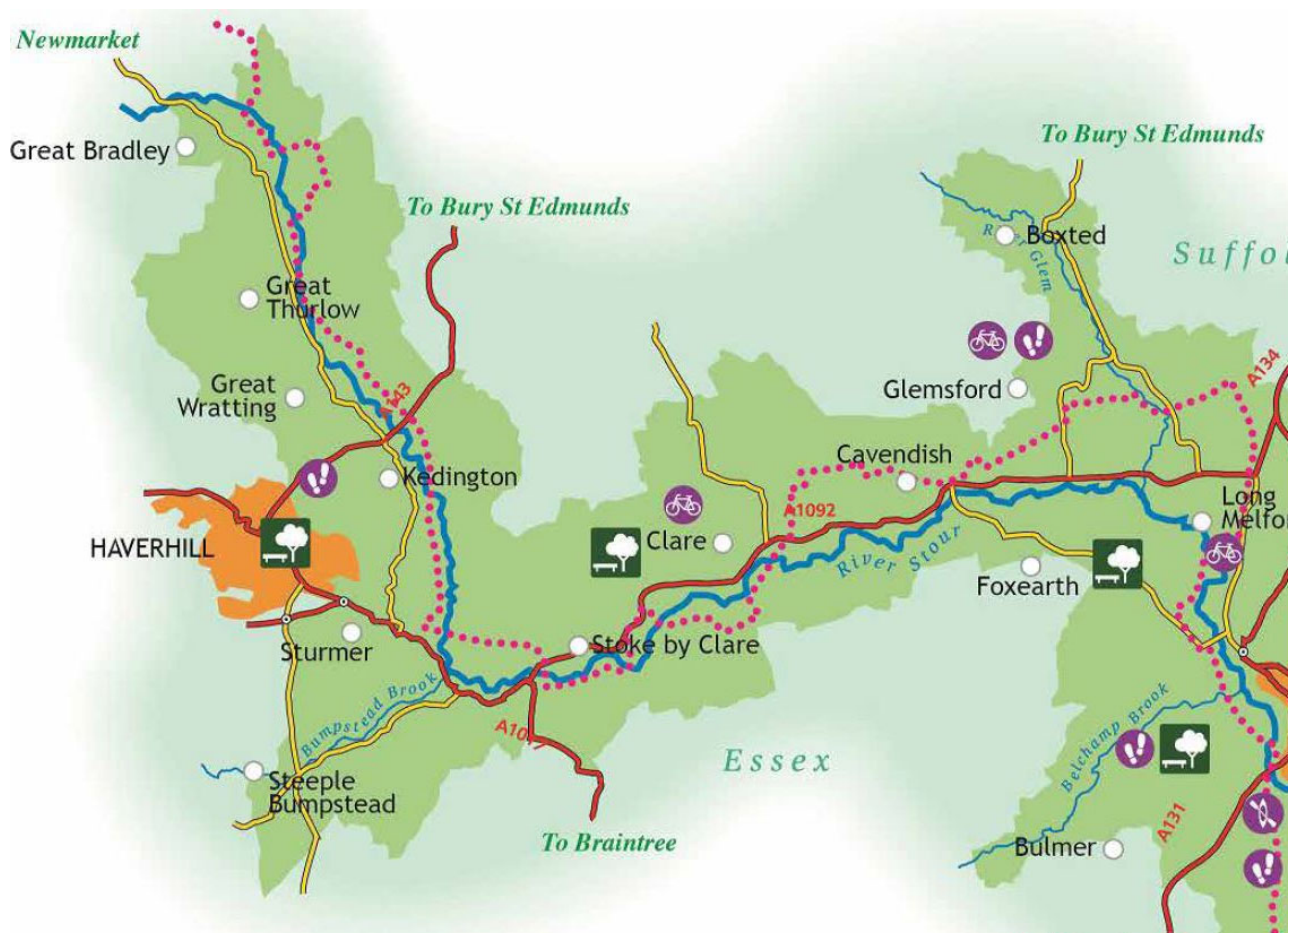 Newmarket
To Bury St Edmunds
Great Bradley
To Bury St Edmunds
River Glem
Boxted
Great
Thurlow
A134
Great
Wratting
A143
Glemsford
Cavendish
Kedington
Long
A1092
HAVERHILL
Clare
River Stour
Foxearth
Sturmer
Stoke by Clare
Bumpstead Brook
Belchamp Brook
Essex
Steeple
Bumpstead
A131
To Braintree
Bulmer